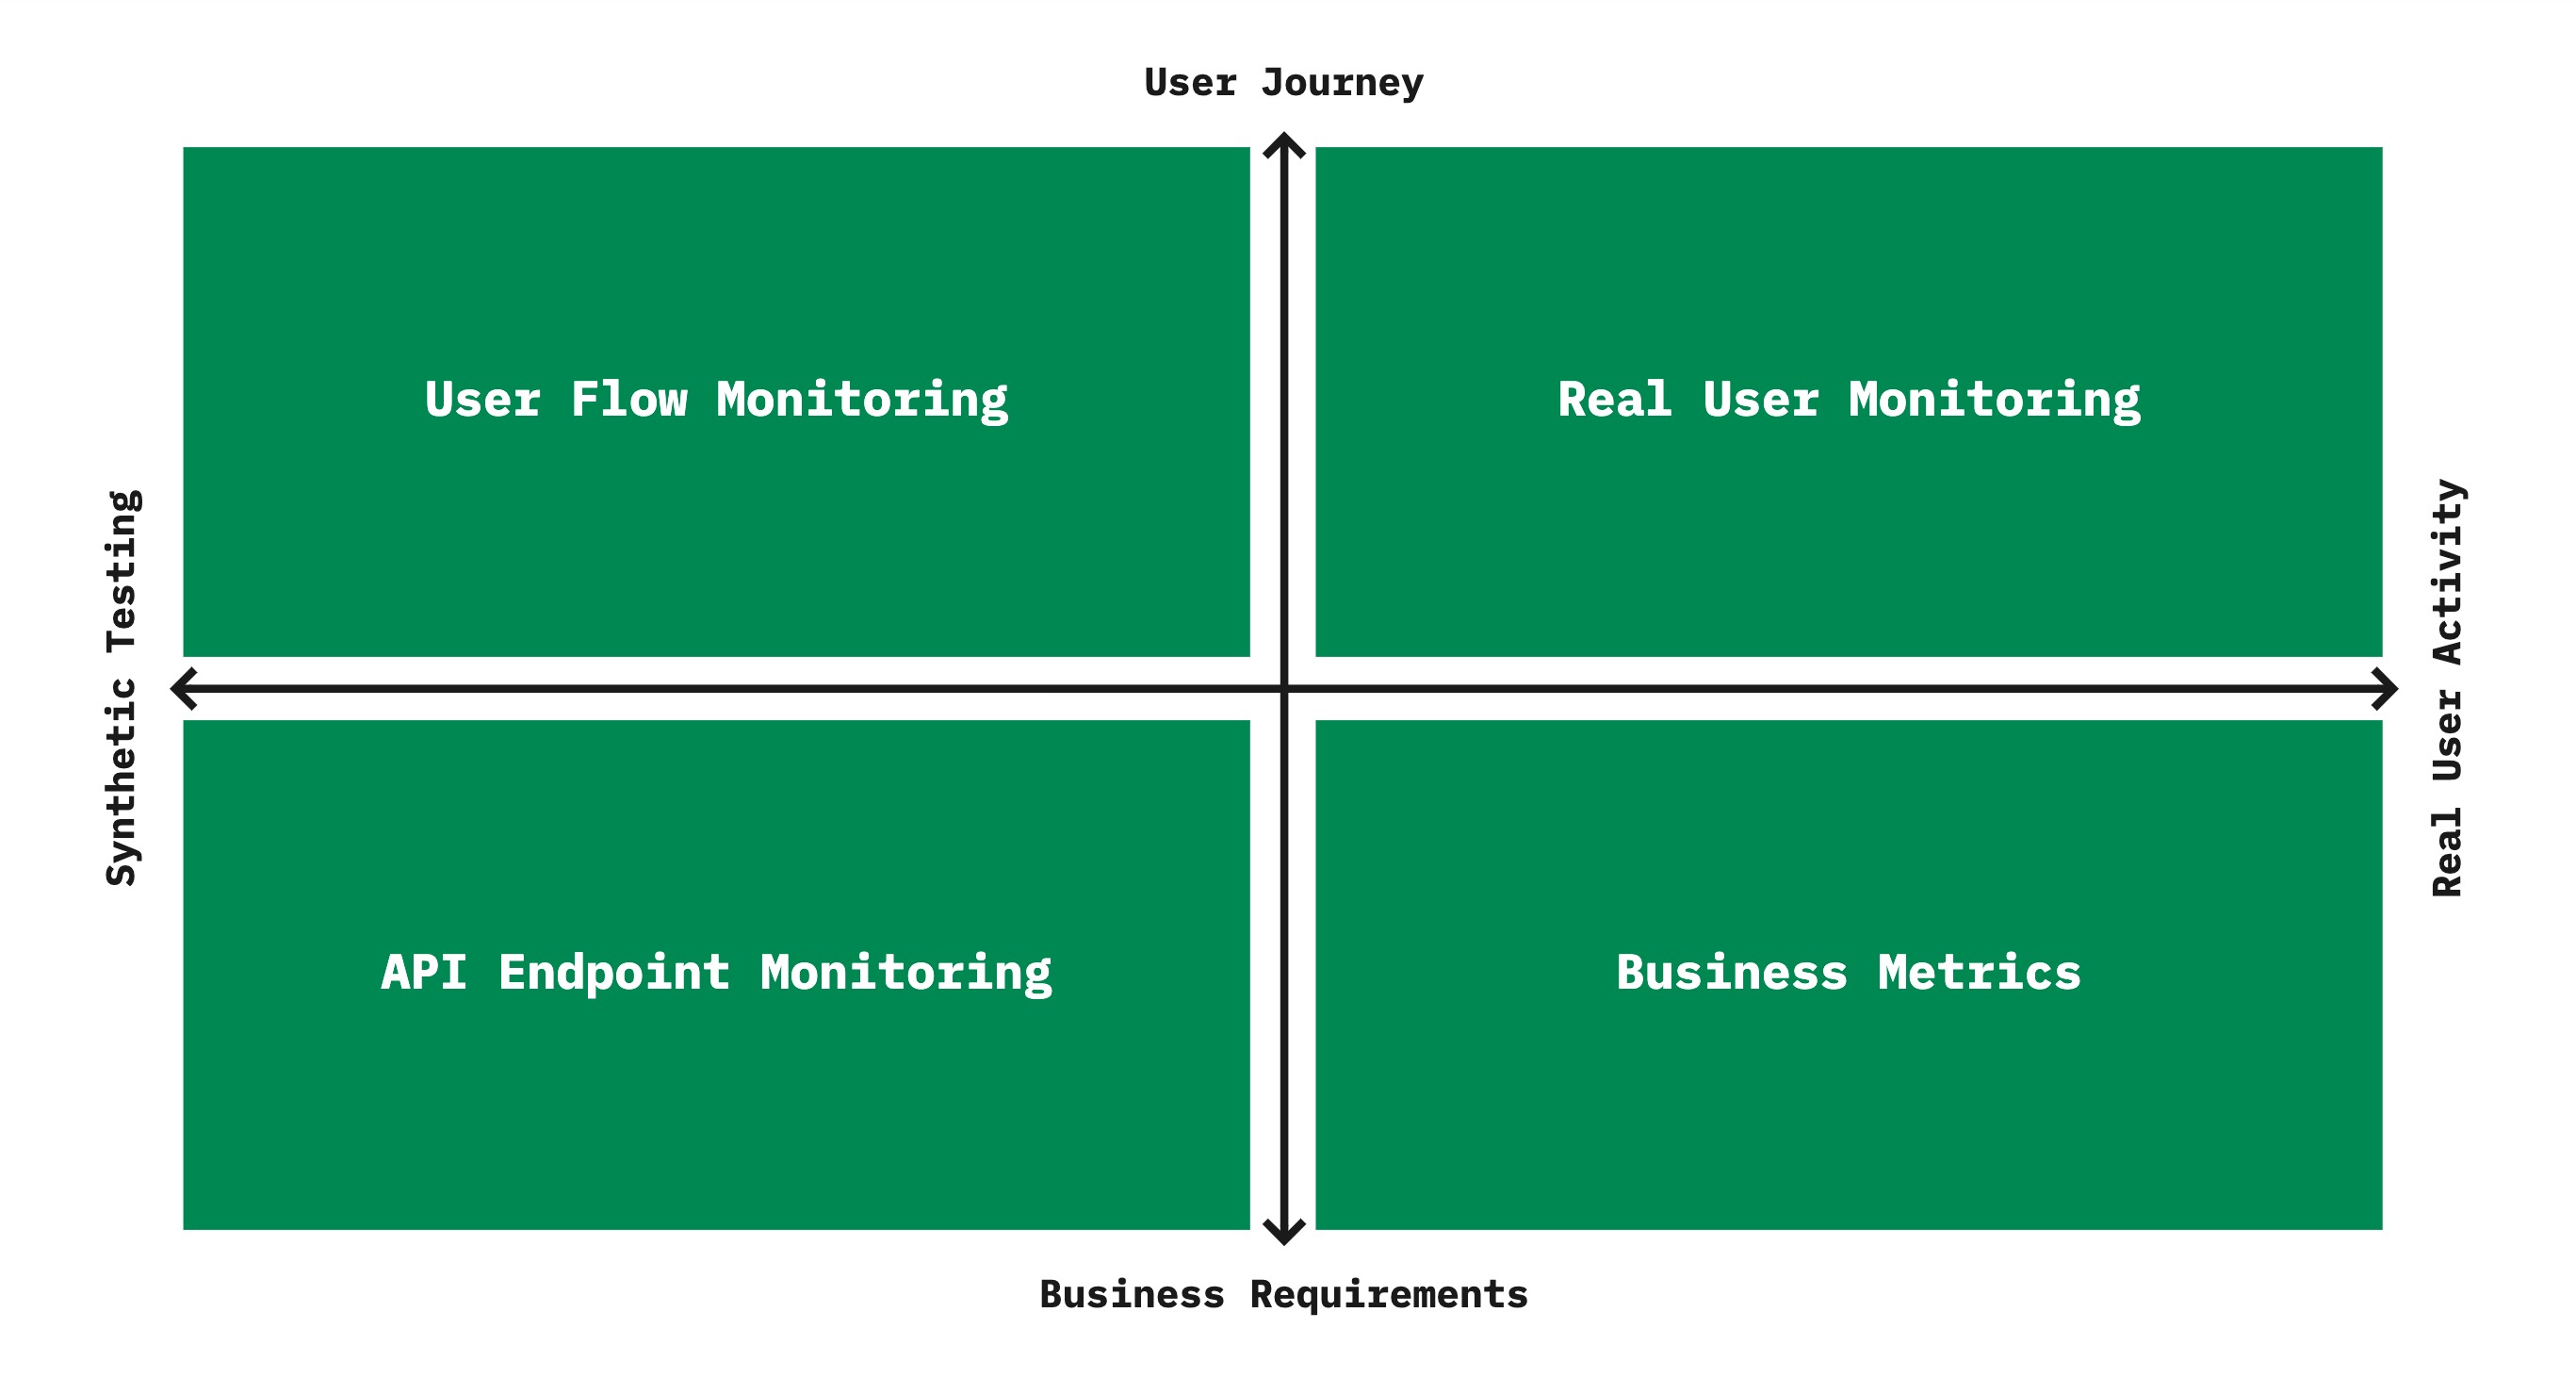 User Journey
User Flow Monitoring
Real User Monitoring
Synthetic Testing
Real User Activity
API Endpoint Monitoring
Business Metrics
Business Requirements